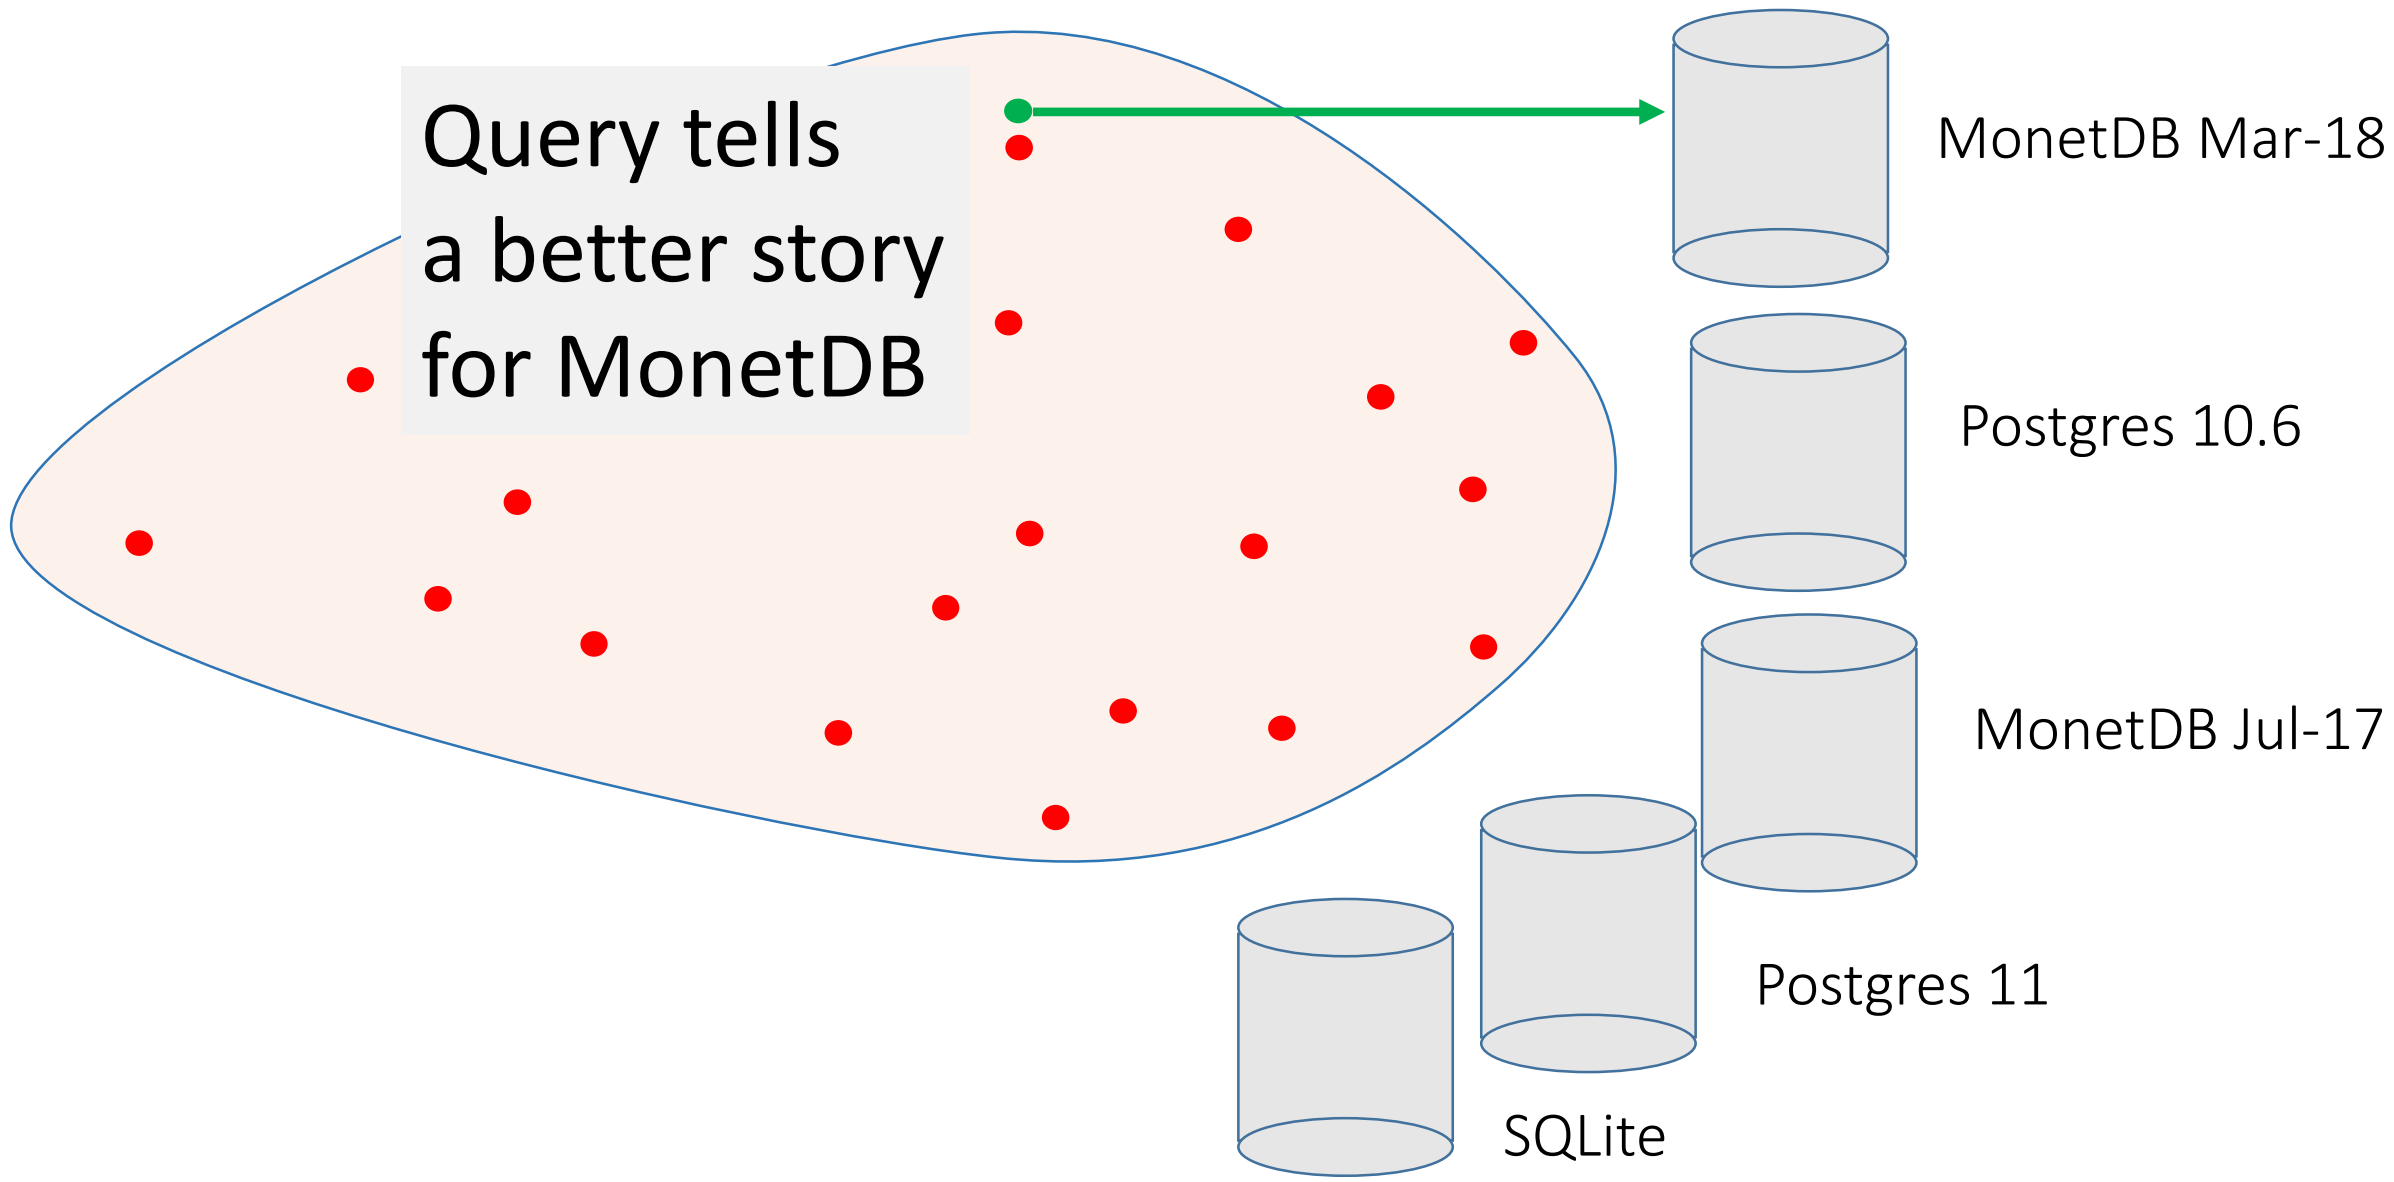 Query tells
a better story
for MonetDB
MonetDB Mar-18
Postgres 10.6
MonetDB Jul-17
Postgres 11
SQLite